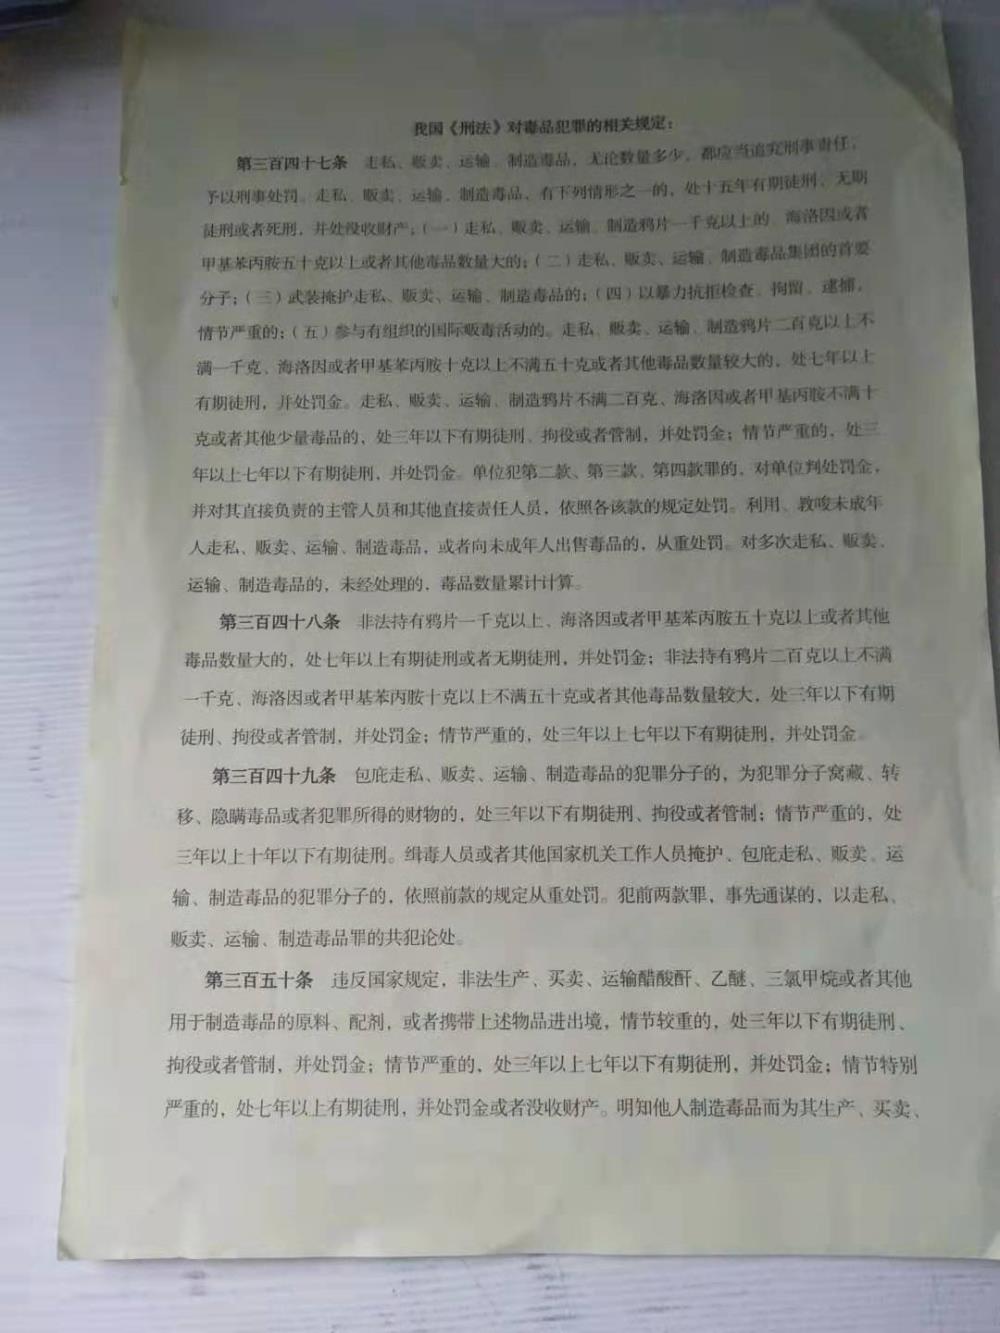 我国《刑法》对毒品犯罪的相关规定：
第三百四十七条　走私、贩卖、运输、制造毒品，无论数量多少，都应当追究刑事责任，
予以刑事处罚。走私、贩卖、运输、制造毒品，有下列情形之一的，处十五年有期徒刑、无期
徒刑或者死刑，并处没收财产；（一）走私、贩卖、运输、制造鸦片一千克以上的、海洛因或者
甲基苯丙胺五十克以上或者其他毒品数量大的；（二）走私、贩卖、运输、制造毒品集团的首要
分子；（三）武装掩护走私、贩卖、运输、制造毒品的；（四）以暴力抗拒检查、拘留、逮捕，
情节严重的；（五）参与有组织的国际贩毒活动的。走私、贩卖、运输、制造鸦片二百克以上不
满一千克、海洛因或者甲基苯丙胺十克以上不满五十克或者其他毒品数量较大的，处七年以上
有期徒刑，并处罚金。走私、贩卖、运输、制造鸦片不满二百克、海洛因或者甲基丙胺不满十
克或者其他少量毒品的，处三年以下有期徒刑、拘役或者管制，并处罚金；情节严重的，处三
年以上七年以下有期徒刑，并处罚金。单位犯第二款、第三款、第四款罪的，对单位判处罚金，
并对其直接负责的主管人员和其他直接责任人员，依照各该款的规定处罚。利用、教唆未成年
人走私、贩卖、运输、制造毒品，或者向未成年人出售毒品的，从重处罚。对多次走私、贩卖、
运输、制造毒品的，未经处理的，毒品数量累计计算。
第三百四十八条　非法持有鸦片一千克以上、海洛因或者甲基苯丙胺五十克以上或者其他
毒品数量大的，处七年以上有期徒刑或者无期徒刑，并处罚金；非法持有鸦片二百克以上不满
一千克、海洛因或者甲基苯丙胺十克以上不满五十克或者其他毒品数量较大，处三年以下有期
徒刑、拘役或者管制，并处罚金；情节严重的，处三年以上七年以下有期徒刑，并处罚金。
第三百四十九条　包庇走私、贩卖、运输、制造毒品的犯罪分子的，为犯罪分子窝藏、转
移、隐瞒毒品或者犯罪所得的财物的，处三年以下有期徒刑、拘役或者管制；情节严重的，处
三年以上十年以下有期徒刑。缉毒人员或者其他国家机关工作人员掩护、包庇走私、贩卖、运
输、制造毒品的犯罪分子的，依照前款的规定从重处罚。犯前两款罪，事先通谋的，以走私、
贩卖、运输、制造毒品罪的共犯论处。
第三百五十条　违反国家规定，非法生产、买卖、运输醋酸酐、乙醚、三氯甲烷或者其他
用于制造毒品的原料、配剂，或者携带上述物品进出境，情节较重的，处三年以下有期徒刑、
拘役或者管制，并处罚金；情节严重的，处三年以上七年以下有期徒刑，并处罚金；情节特别
严重的，处七年以上有期徒刑，并处罚金或者没收财产。明知他人制造毒品而为其生产、买卖、